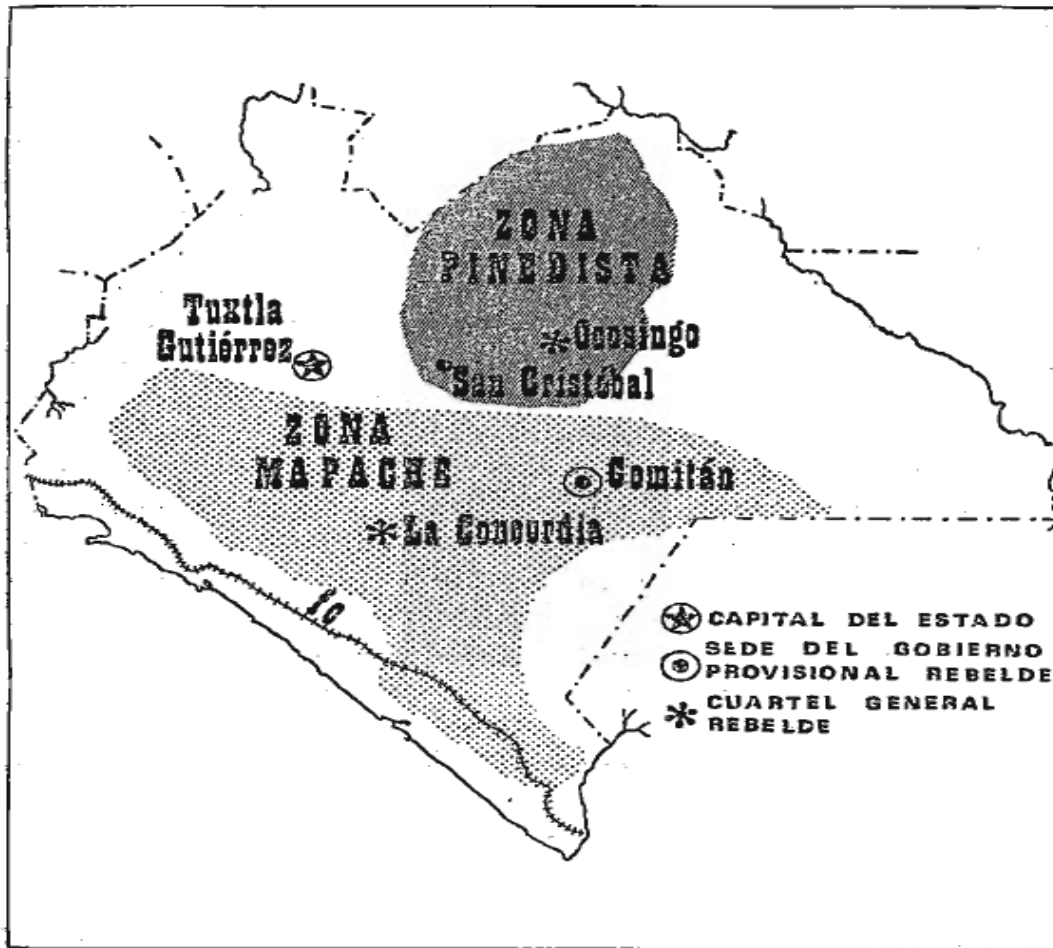 ZONA
PINEDISTA
Tuxtla
Gutiérrez
Ocosingo
San Cristóbal
ZONA
MAPACHE
Comitán
La Concordia
fc
CAPITAL DEL ESTADO
SEDE DEL GOBIERNO
PROVISIONAL REBELDE
CUARTEL GENERAL
REBELDE